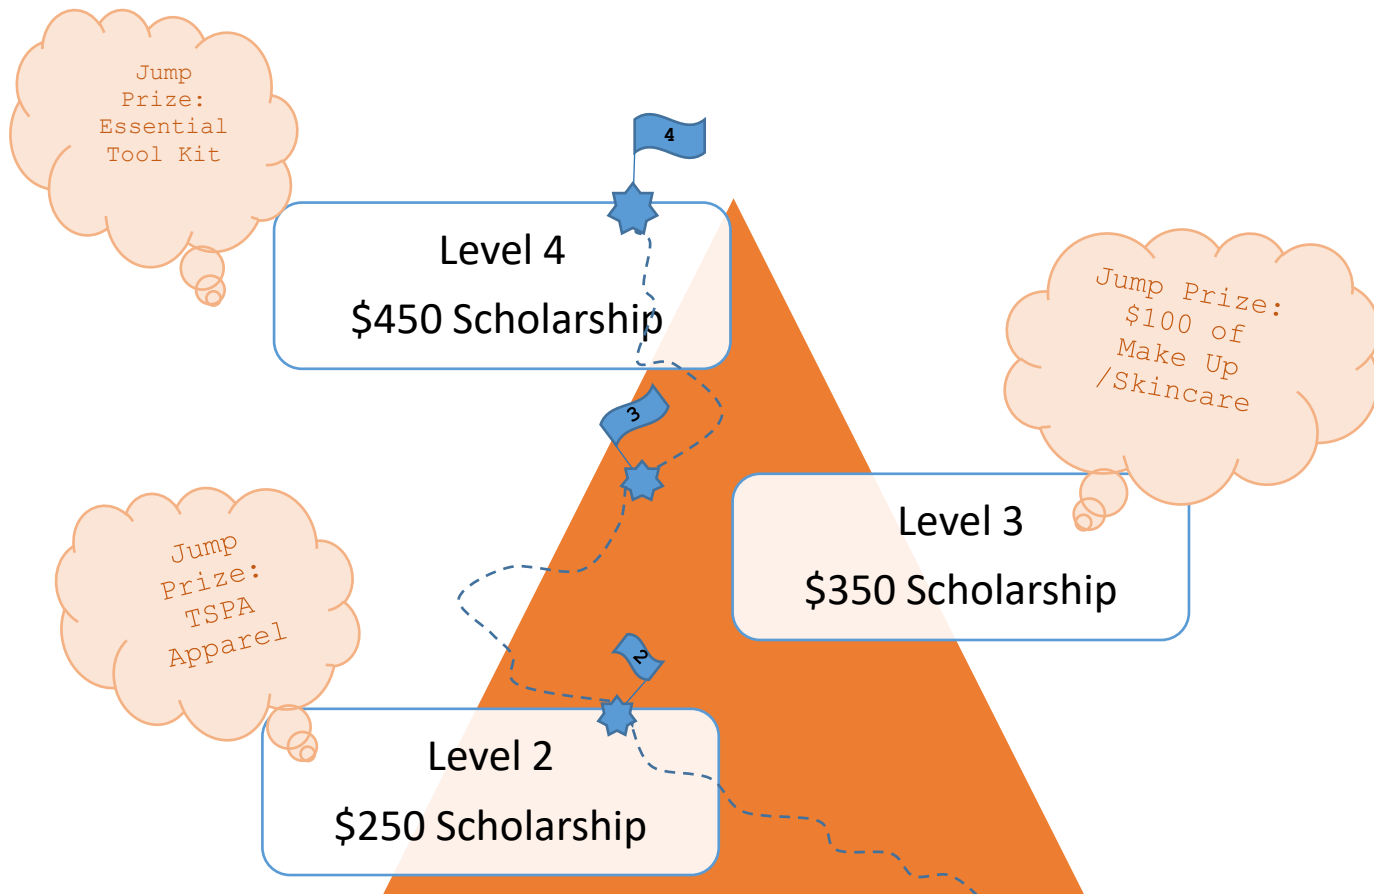 Jump
Prize:
Essential
Tool Kit
4
Level 4
$450 Scholarship
Jump Prize:
$100 of
Make Up
/Skincare
3
Level 3
$350 Scholarship
Jump
Prize:
TSPA
Apparel
2
Level 2
$250 Scholarship